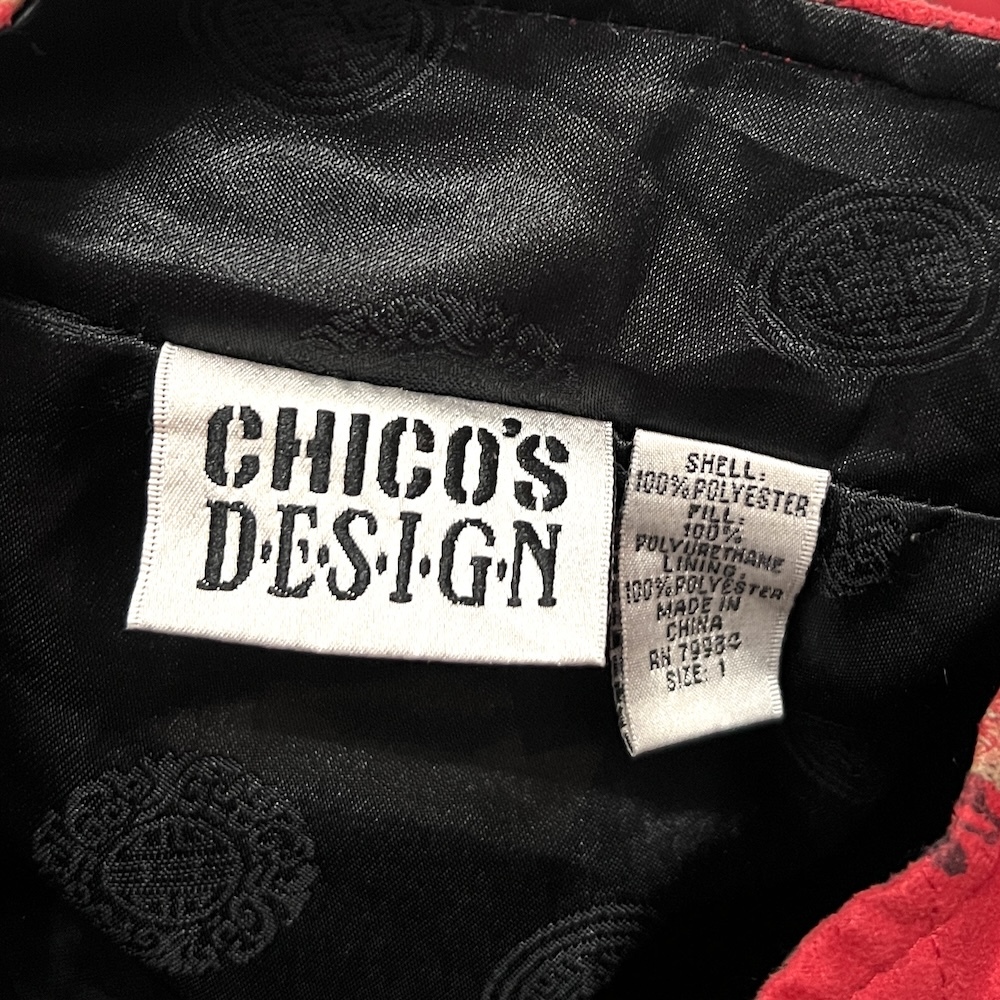 CHICO'S
D·E·S·I·G·N
SHELL:
100% POLYESTER
FILL:
100%
POLYURETHANE
LINING:
100% POLYESTER
MADE IN
CHINA
RN 79984
SIZE: 1